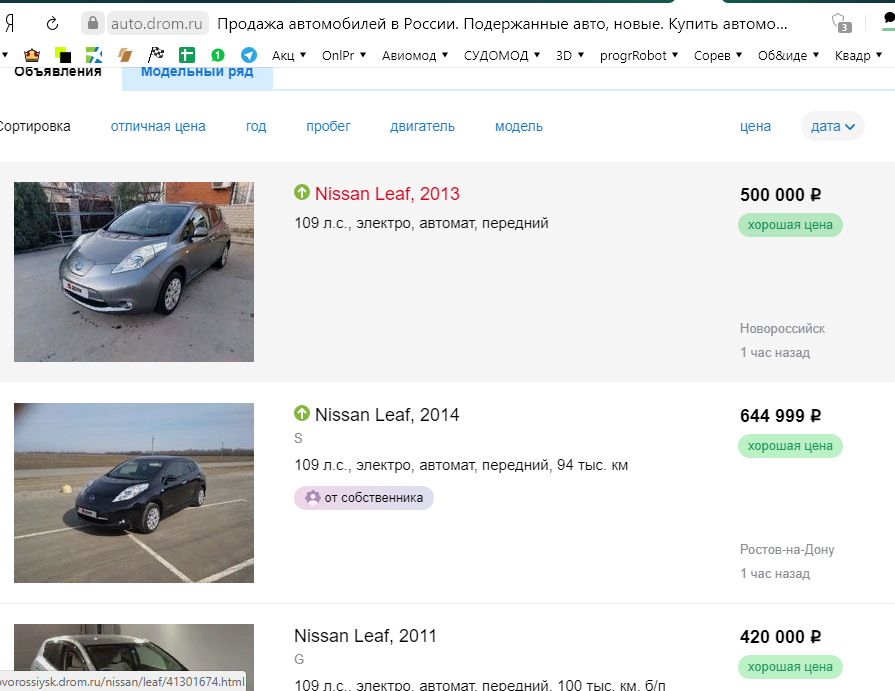 Я
auto.drom.ru Продажа автомобилей в России. Подержанные авто, новые. Купить автомо...
3
1
Акц OnlPr Авиомод СУДОМОД 3D progrRobot Сорев Об&иде Квадр
Объявления Модельный ряд
Сортировка отличная цена год пробег двигатель модель цена дата
Nissan Leaf, 2013
500 000 ₽
109 л.с., электро, автомат, передний
хорошая цена
дром
Новороссийск
1 час назад
Nissan Leaf, 2014
644 999 ₽
S
хорошая цена
109 л.с., электро, автомат, передний, 94 тыс. км
от собственника
дром
Ростов-на-Дону
1 час назад
Nissan Leaf, 2011
420 000 ₽
G
хорошая цена
109 л.с., электро, автомат, передний, 100 тыс. км, б/п
ovorossiysk.drom.ru/nissan/leaf/41301674.html